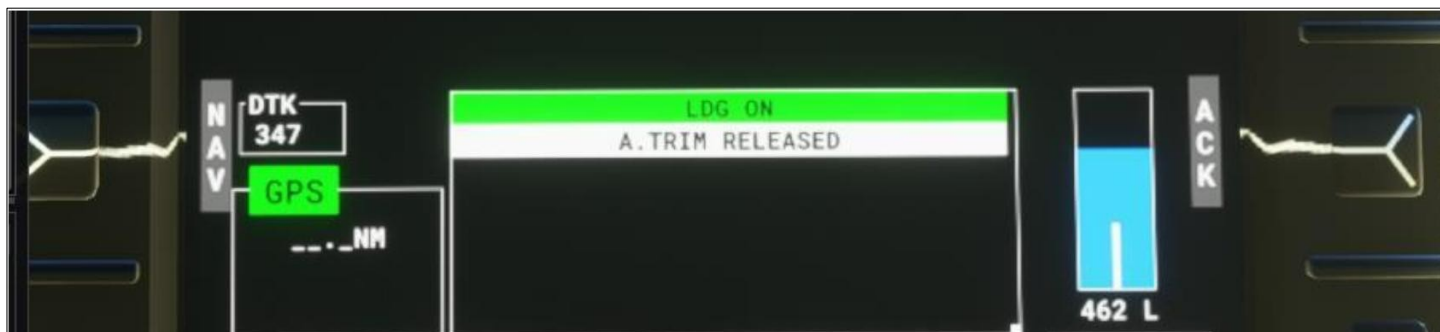 NAV
DTK
347
GPS
__._NM
LDG ON
A.TRIM RELEASED
462 L
ACK